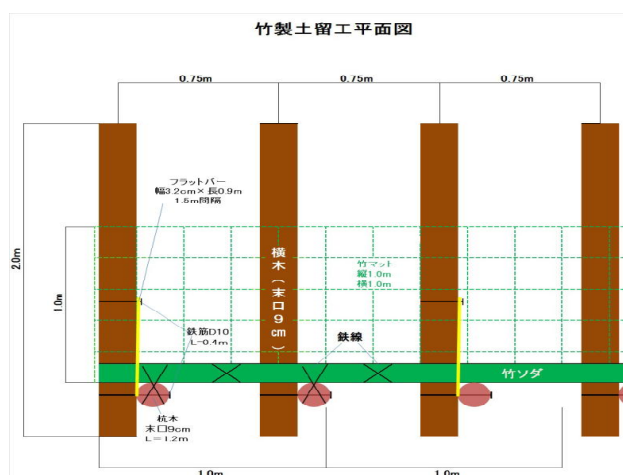 竹製土留工平面図
0.75m
0.75m
0.75m
フラットバー
幅3.2cm×長0.9m
1.5m間隔
2.0m
1.0m
横木(末口9cm)
竹マット
縦1.0m
横1.0m
鉄筋D10
L=0.4m
鉄線
竹ソダ
杭木
末口9cm
L=1.2m
1.0m
1.0m